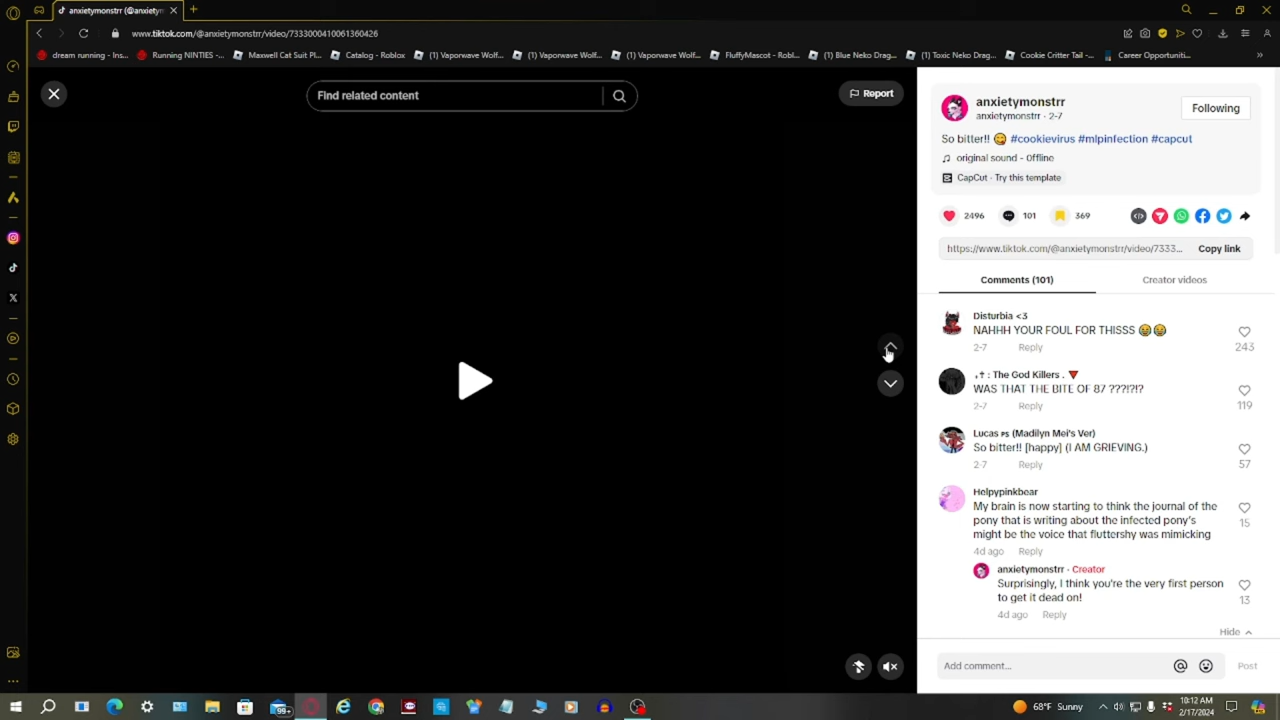 anxietymonstrr (@anxietyn
www.tiktok.com/@anxietymonstrr/video/7333000410061360426
dream running - Ins...
Running NINTIES -...
Maxwell Cat Suit Pl...
Catalog - Roblox
(1) Vaporwave Wolf...
(1) Vaporwave Wolf...
(1) Vaporwave Wolf...
FluffyMascot - Robl...
(1) Blue Neko Drag...
(1) Toxic Neko Drag...
Cookie Critter Tail -...
Career Opportuniti...
Find related content
Report
anxietymonstrr
anxietymonstrr · 2-7
Following
So bitter!! 😋 #cookievirus #mlpinfection #capcut
original sound - Offline
CapCut · Try this template
2496
101
369
https://www.tiktok.com/@anxietymonstrr/video/7333...
Copy link
Comments (101)
Creator videos
Disturbia <3
NAHHH YOUR FOUL FOR THISSS 😂😂
2-7 Reply
243
.₊† : The God Killers . 🔻
WAS THAT THE BITE OF 87 ???!?!?
2-7 Reply
119
Lucas PS (Madilyn Mei's Ver)
So bitter!! [happy] (I AM GRIEVING.)
2-7 Reply
57
Helpypinkbear
My brain is now starting to think the journal of the
pony that is writing about the infected pony's
might be the voice that fluttershy was mimicking
15
4d ago Reply
anxietymonstrr · Creator
Surprisingly, I think you're the very first person
to get it dead on!
13
4d ago Reply
Hide
Add comment...
Post
99+
68°F Sunny
10:12 AM
2/17/2024